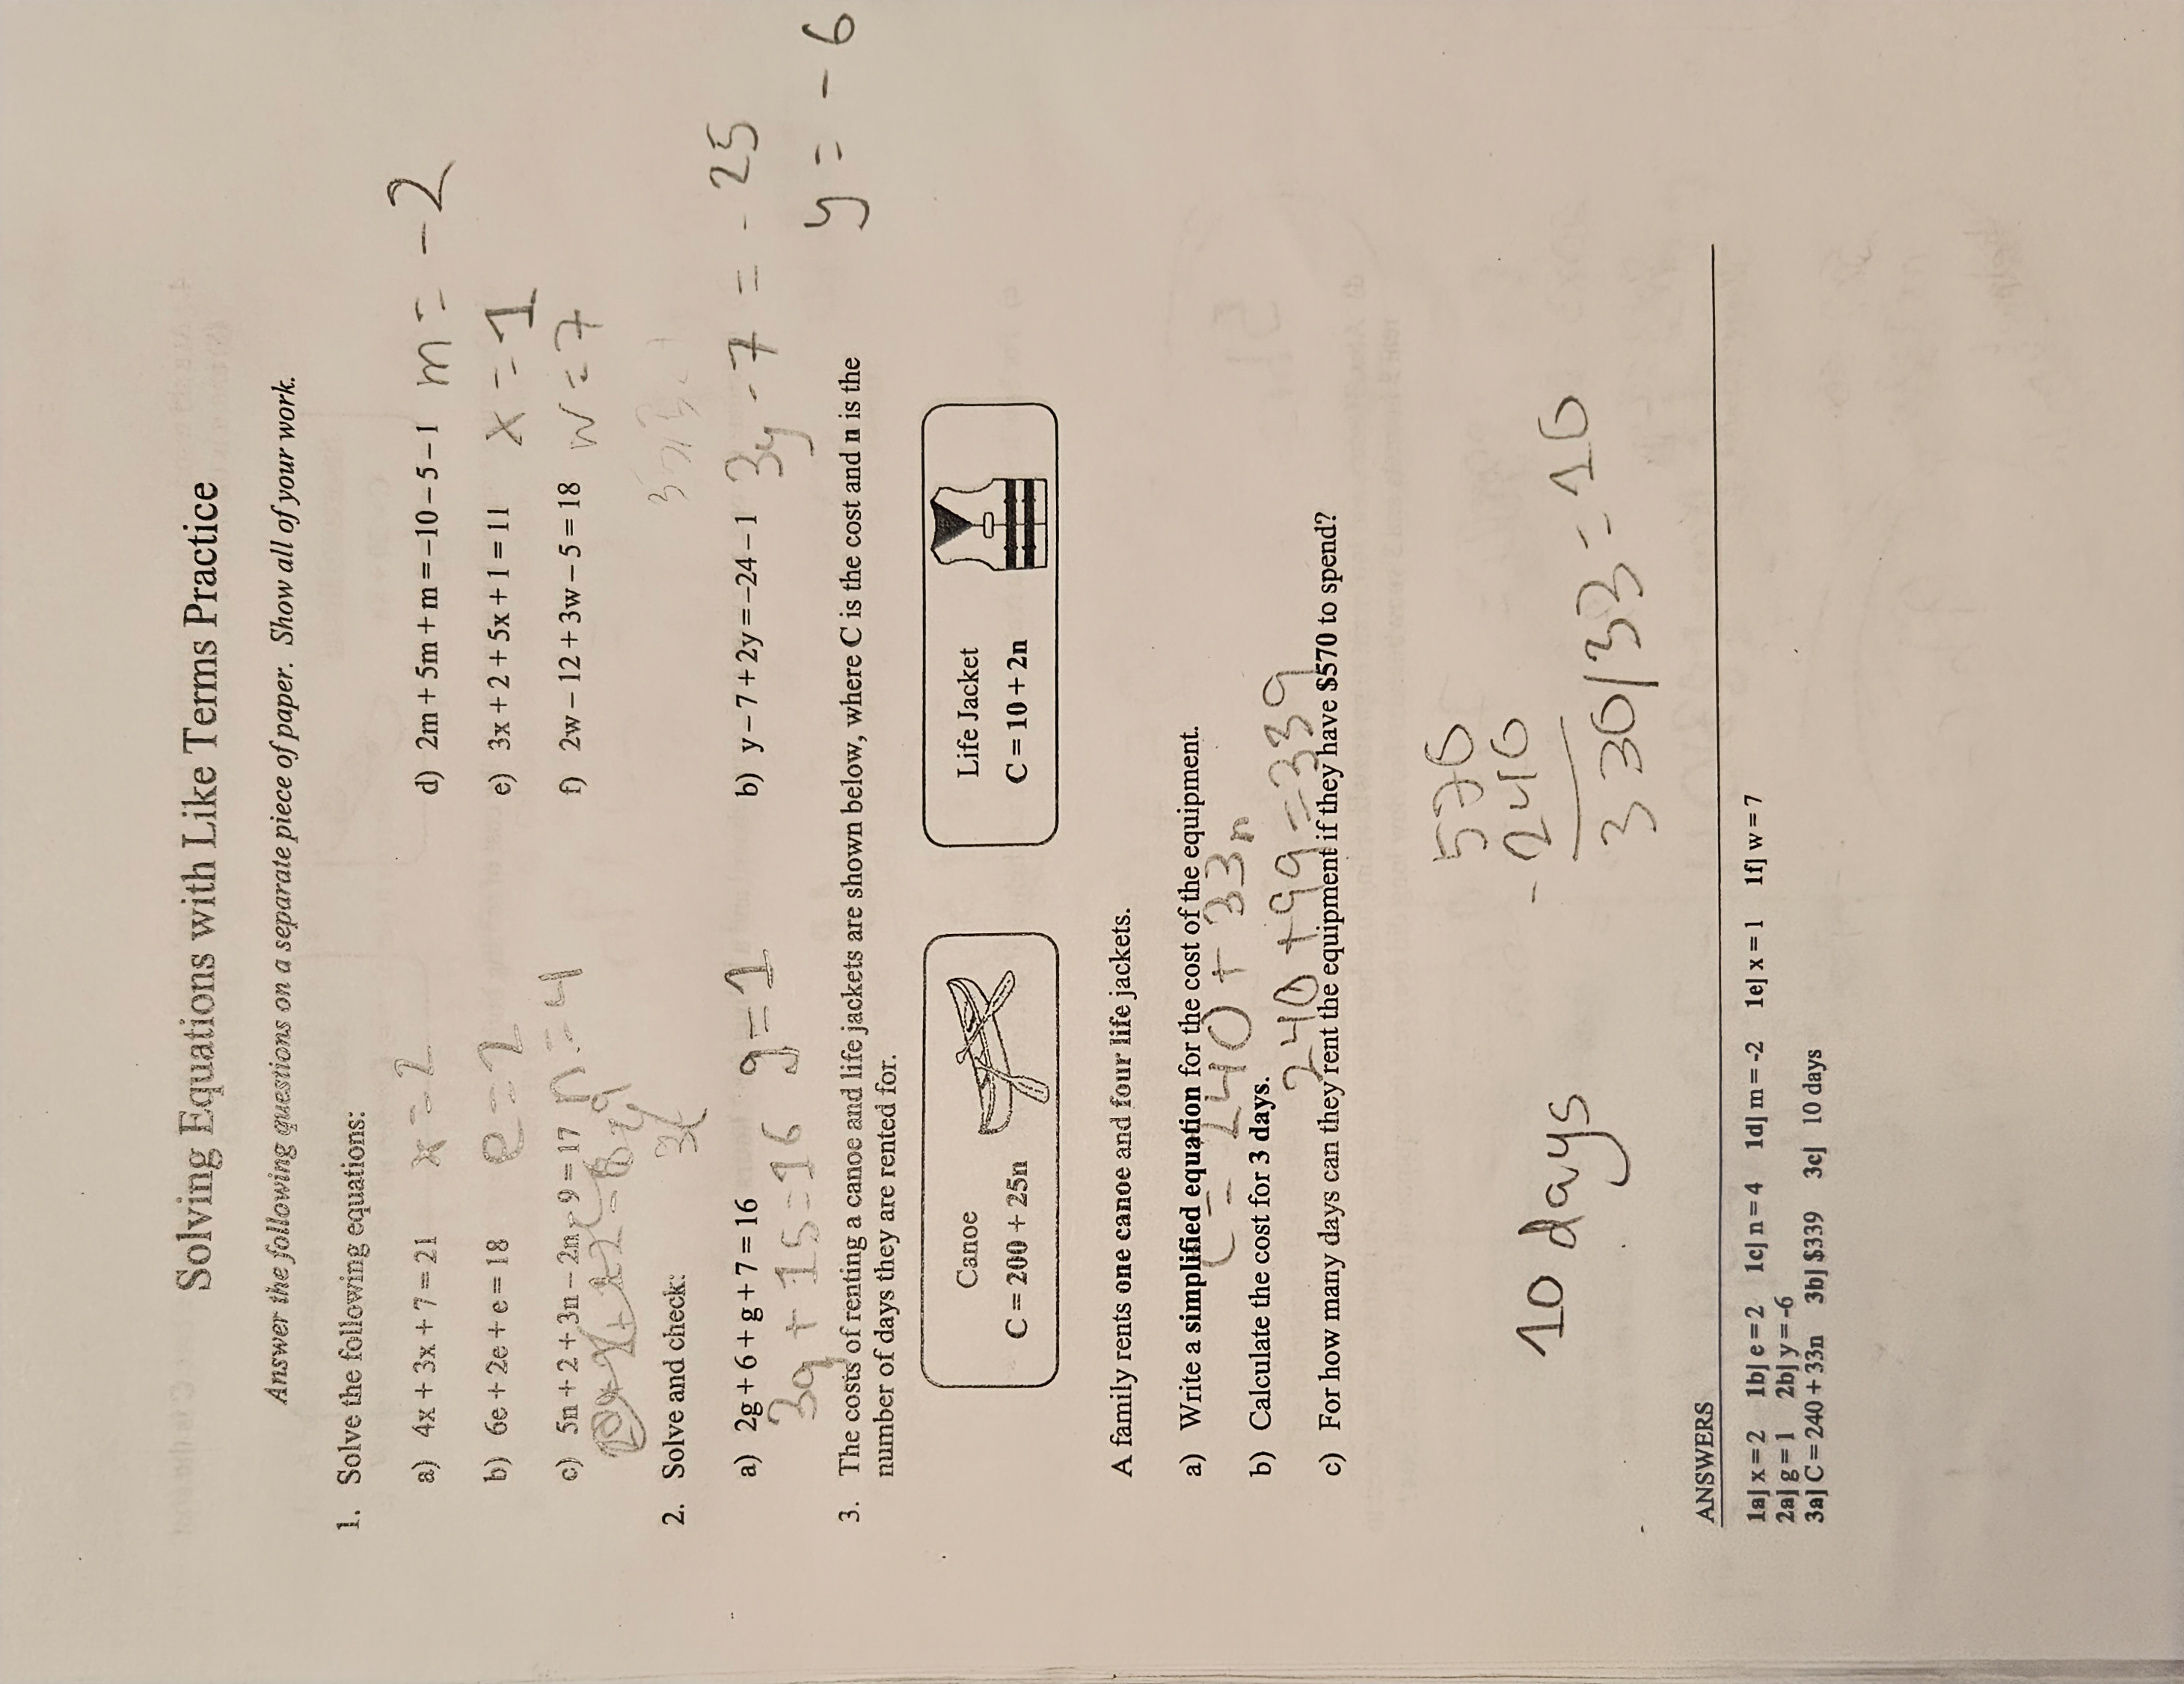 Solving Equations with Like Terms Practice
Answer the following questions on a separate piece of paper. Show all of your work.
1. Solve the following equations:
a) 4x + 3x + 7 = 21 x = 2
d) 2m + 5m + m = –10 – 5 – 1 m = -2
b) 6e + 2e + e = 18 e = 2
e) 3x + 2 + 5x + 1 = 11 x = 1
c) 5n + 2 + 3n – 2n – 9 = 17 n = 4
f) 2w – 12 + 3w – 5 = 18 w = 7
2. Solve and check:
a) 2g + 6 + g + 7 = 16 g = 1
3g + 15 = 16
b) y – 7 + 2y = –24 – 1 3y - 7 = - 25
y = - 6
3. The costs of renting a canoe and life jackets are shown below, where C is the cost and n is the
number of days they are rented for.
Canoe
C = 200 + 25n
Life Jacket
C = 10 + 2n
A family rents one canoe and four life jackets.
a) Write a simplified equation for the cost of the equipment.
C = 240 + 33n
b) Calculate the cost for 3 days.
240 + 99 = 339
c) For how many days can they rent the equipment if they have $570 to spend?
570
- 240
330/33 = 10
10 days
ANSWERS
1a] x = 2 1b] e = 2 1c] n = 4 1d] m = -2 1e] x = 1 1f] w = 7
2a] g = 1 2b] y = -6
3a] C = 240 + 33n 3b] $339 3c] 10 days